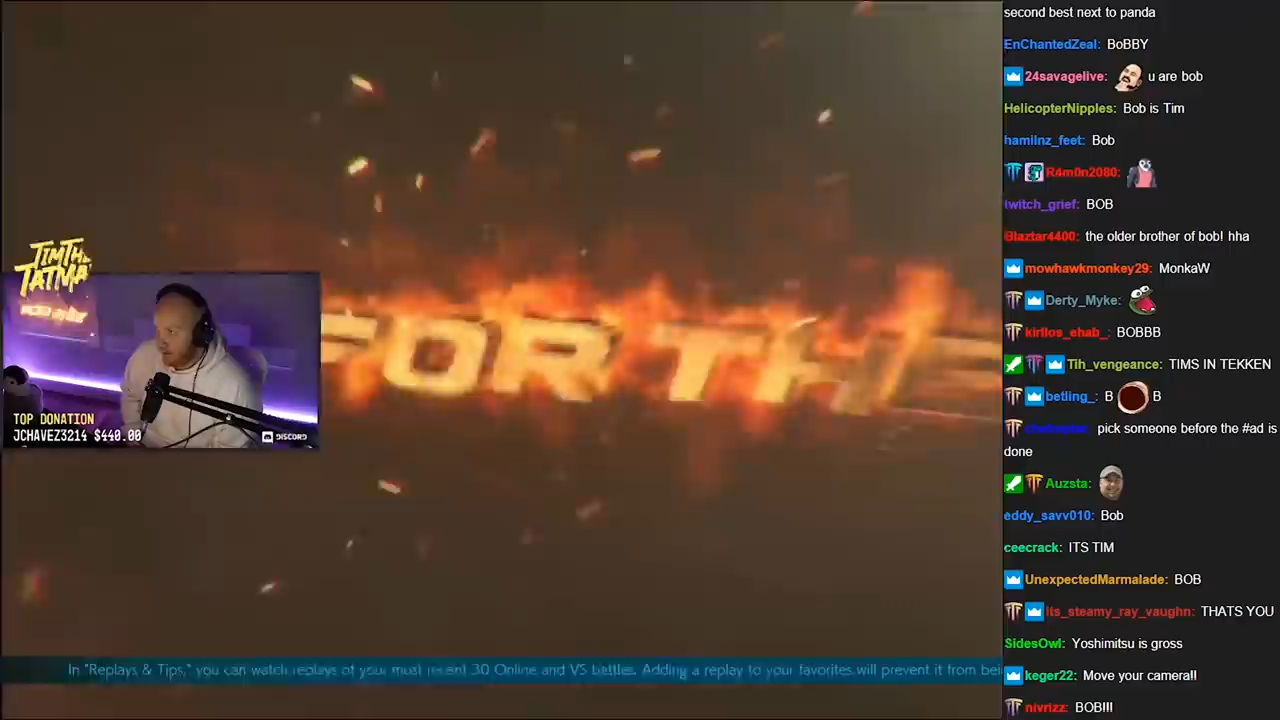 second best next to panda
EnChantedZeal: BoBBY
24savagelive: u are bob
HelicopterNipples: Bob is Tim
hamilnz_feet: Bob
R4m0n2080:
twitch_grief: BOB
Blaztar4400: the older brother of bob! hha
mowhawkmonkey29: MonkaW
Derty_Myke:
kirllos_ehab_: BOBBB
Tih_vengeance: TIMS IN TEKKEN
betling_: B B
pick someone before the #ad is
done
Auzsta:
eddy_savv010: Bob
ceecrack: ITS TIM
UnexpectedMarmalade: BOB
Its_steamy_ray_vaughn: THATS YOU
SidesOwl: Yoshimitsu is gross
keger22: Move your camera!!
nivrizz: BOB!!!
TIMTHE
TATMAN
FOR THE
TOP DONATION
JCHAVEZ3214 $440.00
DISCORD
In "Replays & Tips," you can watch replays of your most recent 30 Online and VS battles. Adding a replay to your favorites will prevent it from bei